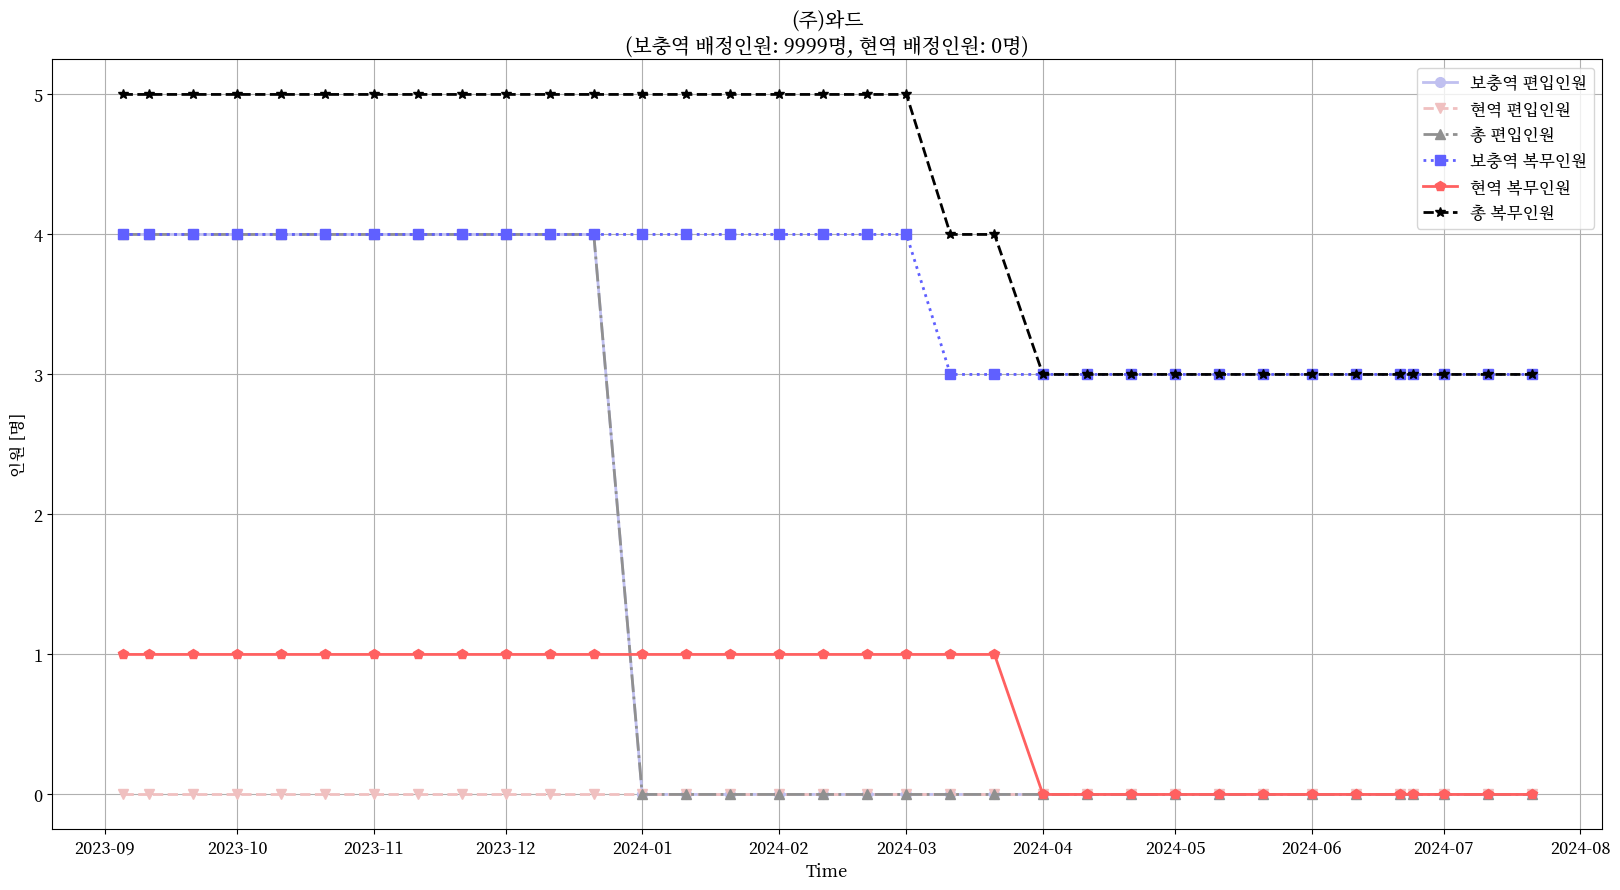 (주)와드
(보충역 배정인원: 9999명, 현역 배정인원: 0명)
보충역 편입인원
현역 편입인원
총 편입인원
보충역 복무인원
현역 복무인원
총 복무인원
인원 [명]
5
4
3
2
1
0
2023-09 2023-10 2023-11 2023-12 2024-01 2024-02 2024-03 2024-04 2024-05 2024-06 2024-07 2024-08
Time